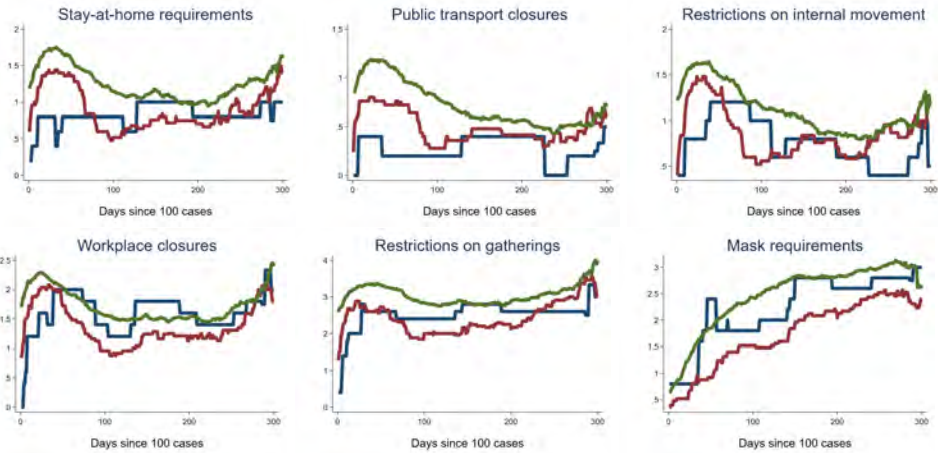 Stay-at-home requirements
2
1.5
1
.5
0
0 100 200 300
Days since 100 cases
Public transport closures
1.5
1
.5
0
0 100 200 300
Days since 100 cases
Restrictions on internal movement
2
1.5
1
.5
0 100 200 300
Days since 100 cases
Workplace closures
2.5
2
1.5
1
.5
0
0 100 200 300
Days since 100 cases
Restrictions on gatherings
4
3
2
1
0
0 100 200 300
Days since 100 cases
Mask requirements
3
2.5
2
1.5
1
.5
0 100 200 300
Days since 100 cases